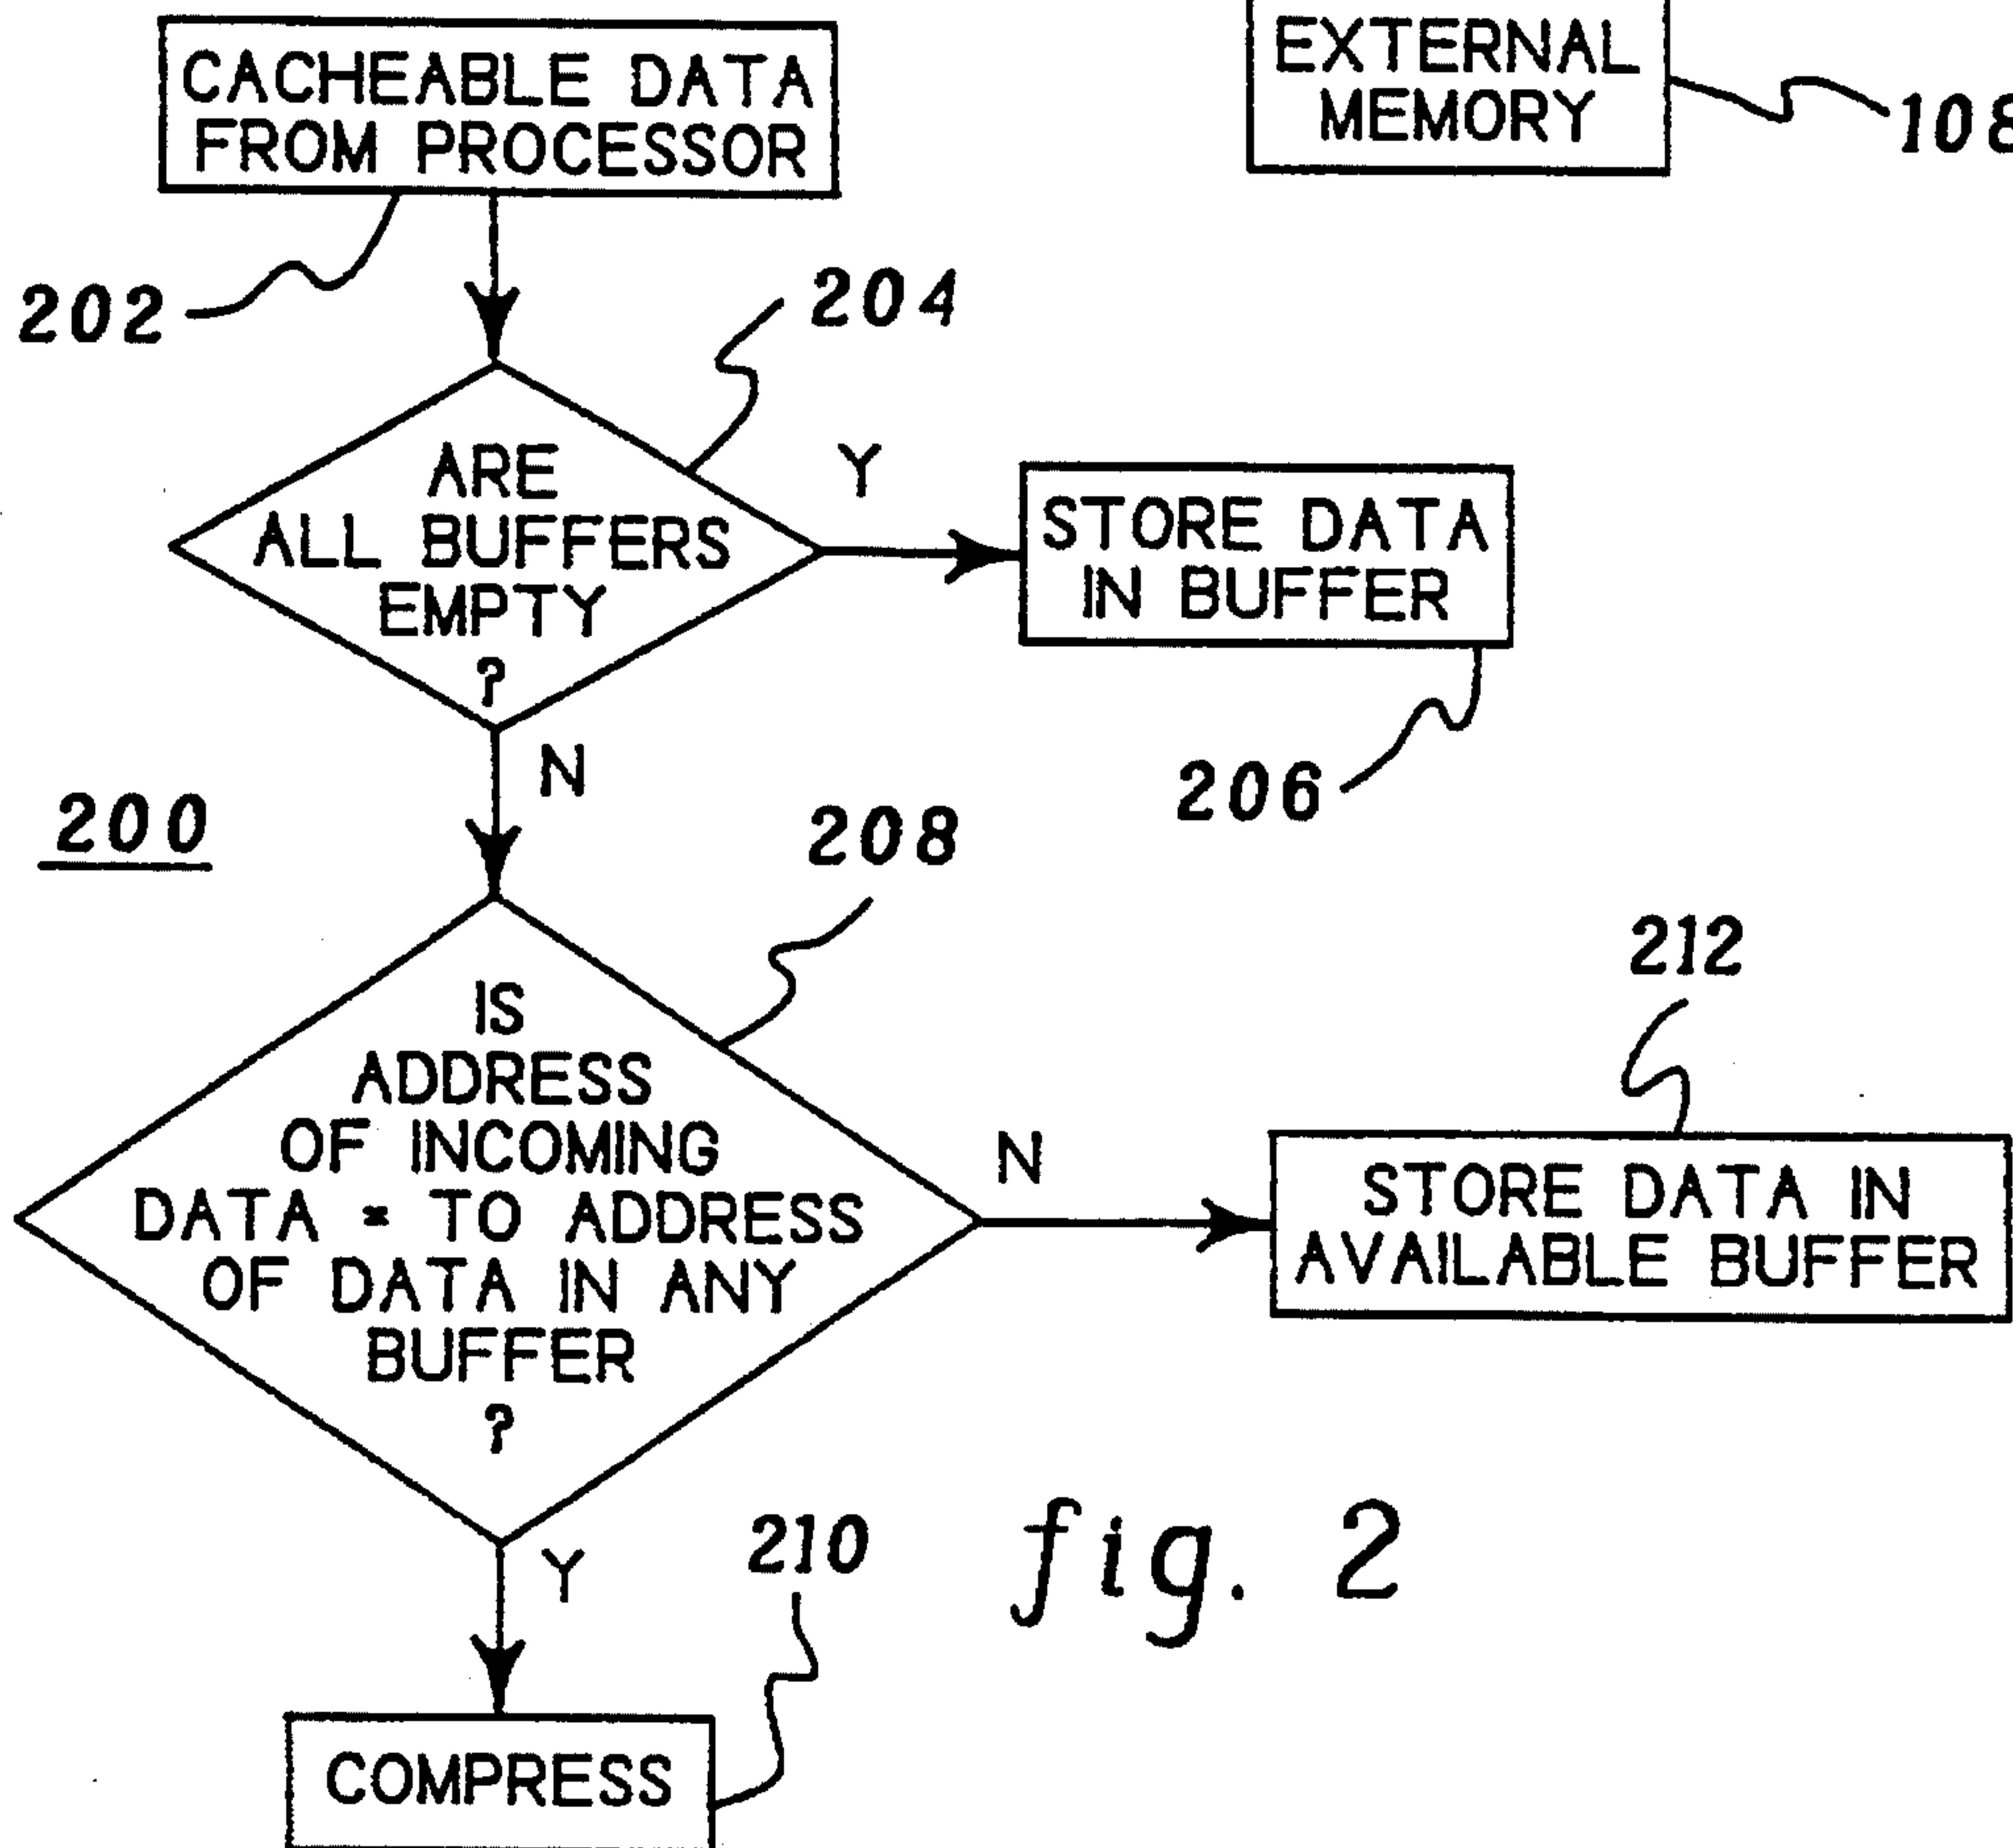 CACHEABLE DATA
FROM PROCESSOR
EXTERNAL
MEMORY
108
202
204
ARE
ALL BUFFERS
EMPTY
?
Y
STORE DATA
IN BUFFER
206
N
200
208
IS
ADDRESS
OF INCOMING
DATA = TO ADDRESS
OF DATA IN ANY
BUFFER
?
N
212
STORE DATA IN
AVAILABLE BUFFER
Y
210
fig. 2
COMPRESS